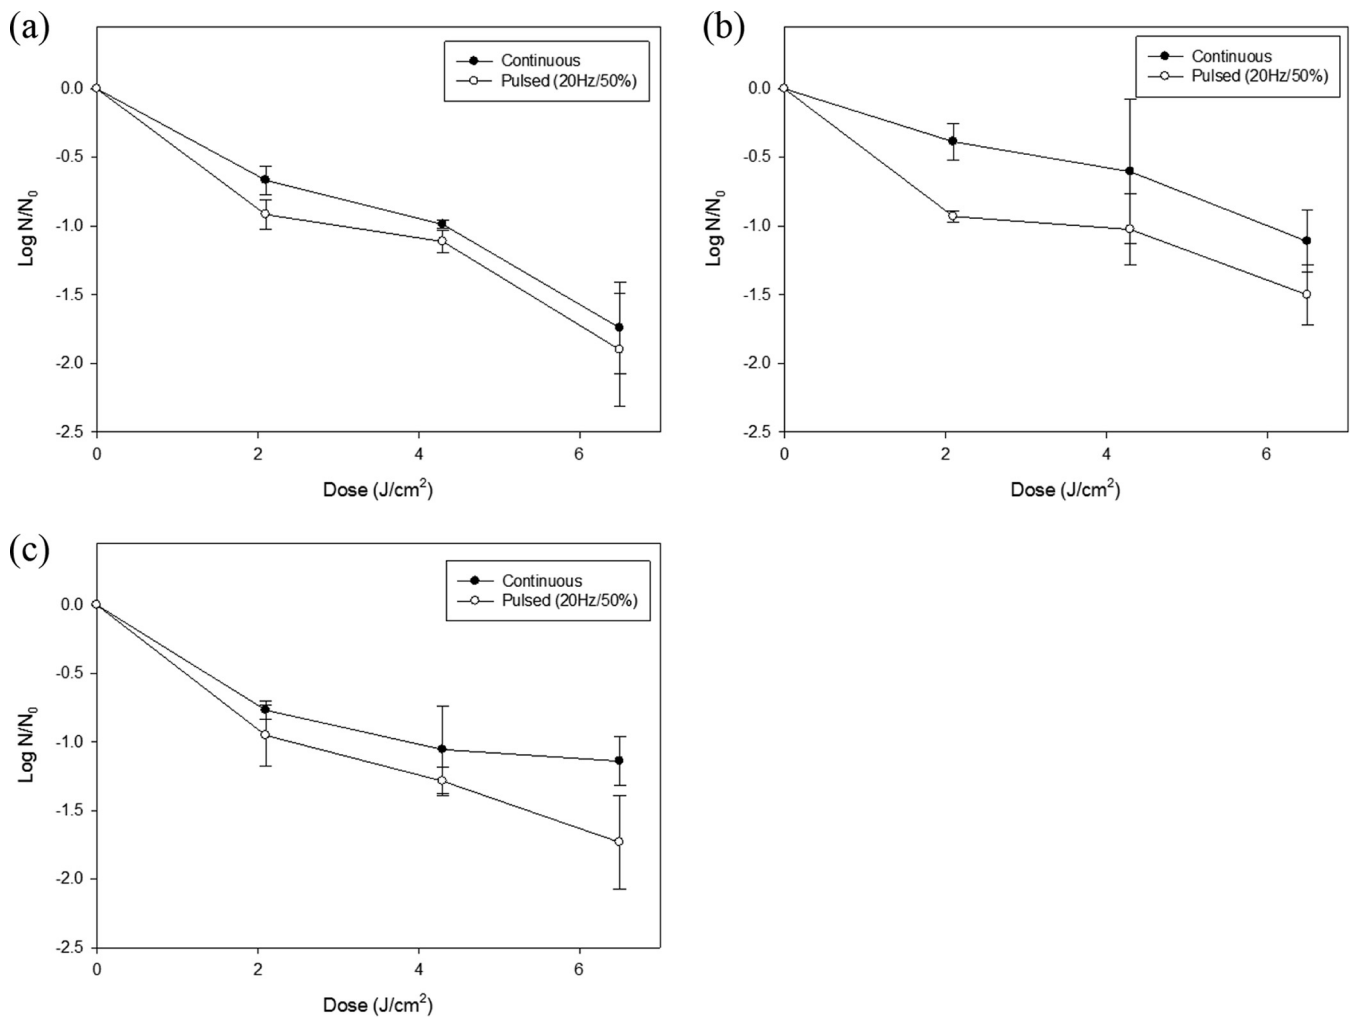 (a)
Continuous
Pulsed (20Hz/50%)
0.0
-0.5
-1.0
-1.5
-2.0
-2.5
Log N/N₀
0 2 4 6
Dose (J/cm²)
(b)
Continuous
Pulsed (20Hz/50%)
0.0
-0.5
-1.0
-1.5
-2.0
-2.5
Log N/N₀
0 2 4 6
Dose (J/cm²)
(c)
Continuous
Pulsed (20Hz/50%)
0.0
-0.5
-1.0
-1.5
-2.0
-2.5
Log N/N₀
0 2 4 6
Dose (J/cm²)